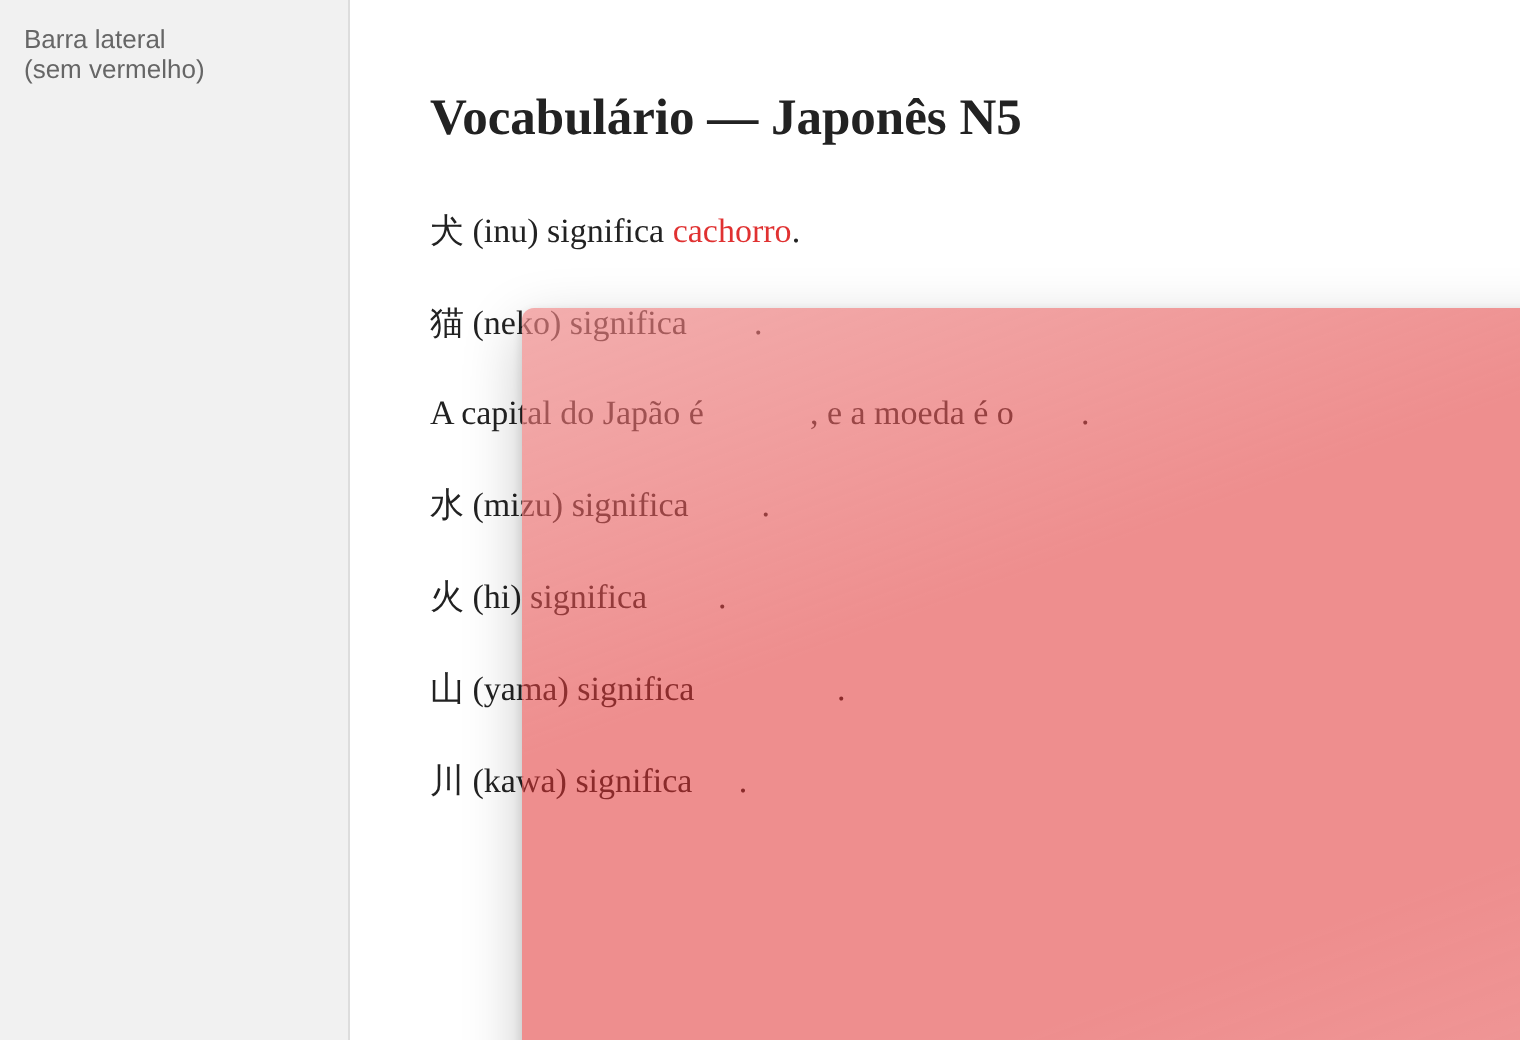 Barra lateral
(sem vermelho)
Vocabulário — Japonês N5
犬 (inu) significa cachorro.
猫 (neko) significa .
A capital do Japão é , e a moeda é o .
水 (mizu) significa .
火 (hi) significa .
山 (yama) significa .
川 (kawa) significa .